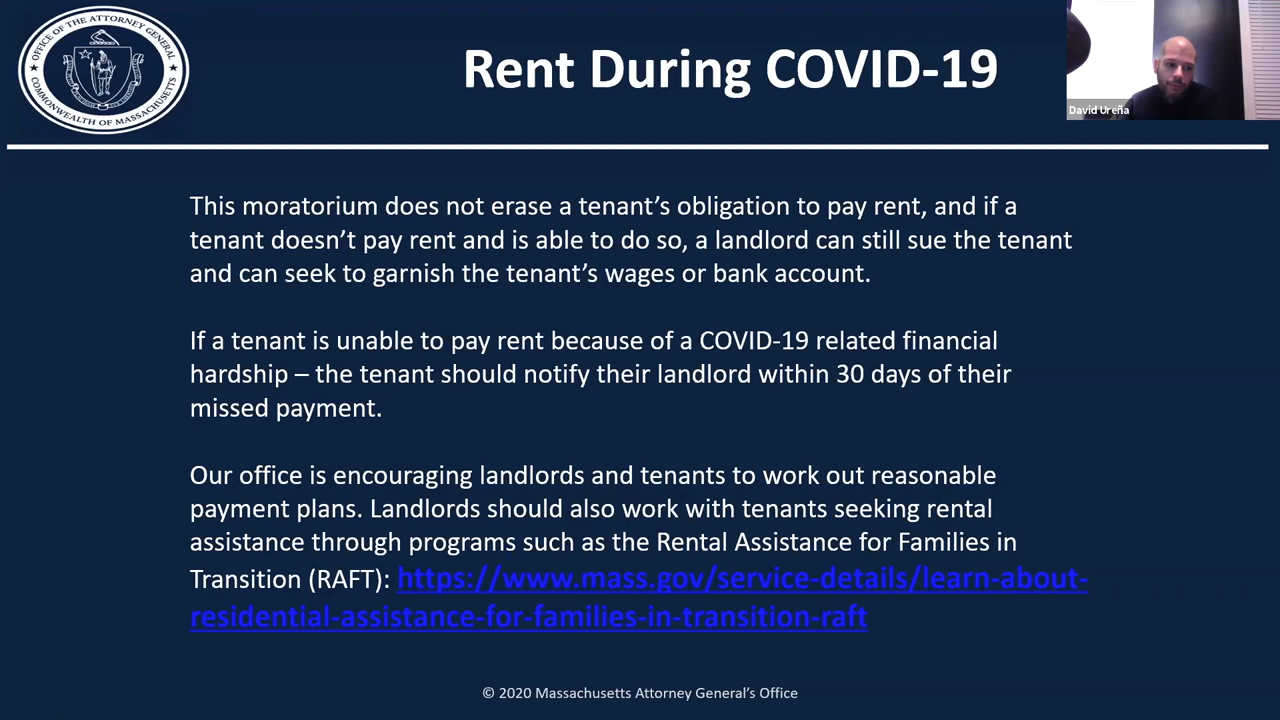 OFFICE OF THE ATTORNEY GENERAL
COMMONWEALTH OF MASSACHUSETTS
Rent During COVID-19
David Ureña
This moratorium does not erase a tenant’s obligation to pay rent, and if a
tenant doesn’t pay rent and is able to do so, a landlord can still sue the tenant
and can seek to garnish the tenant’s wages or bank account.
If a tenant is unable to pay rent because of a COVID-19 related financial
hardship – the tenant should notify their landlord within 30 days of their
missed payment.
Our office is encouraging landlords and tenants to work out reasonable
payment plans. Landlords should also work with tenants seeking rental
assistance through programs such as the Rental Assistance for Families in
Transition (RAFT): https://www.mass.gov/service-details/learn-about-
residential-assistance-for-families-in-transition-raft
© 2020 Massachusetts Attorney General’s Office